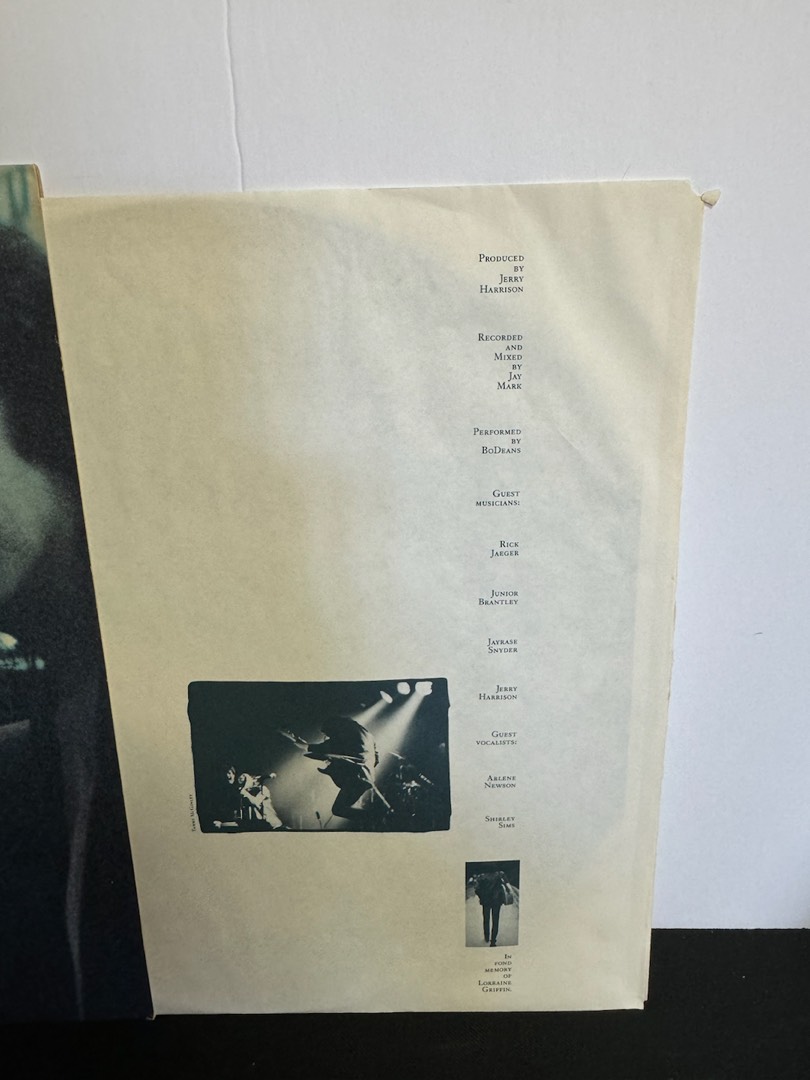 Produced
by
Jerry
Harrison
Recorded
and
Mixed
by
Jay
Mark
Performed
by
BoDeans
Guest
musicians:
Rick
Jaeger
Junior
Brantley
Jayrase
Snyder
Jerry
Harrison
Guest
vocalists:
Arlene
Newson
Shirley
Sims
In
fond
memory
of
Lorraine
Griffin.